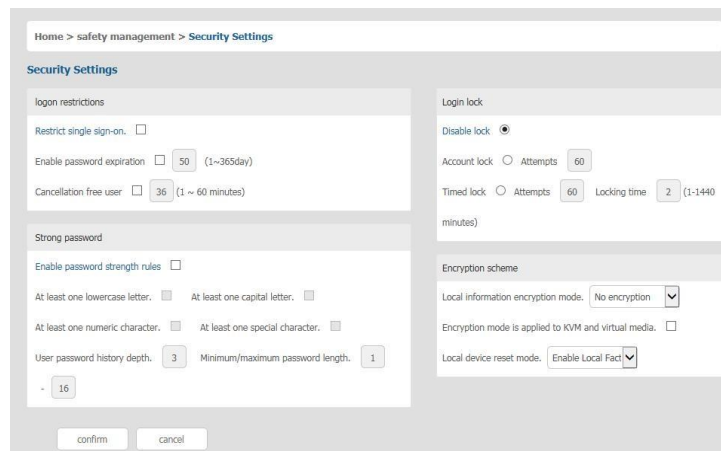 Home > safety management > Security Settings
Security Settings
logon restrictions
Restrict single sign-on.
Enable password expiration 50 (1~365day)
Cancellation free user 36 (1 ~ 60 minutes)
Strong password
Enable password strength rules
At least one lowercase letter. At least one capital letter.
At least one numeric character. At least one special character.
User password history depth. 3 Minimum/maximum password length. 1
- 16
confirm cancel
Login lock
Disable lock
Account lock Attempts 60
Timed lock Attempts 60 Locking time 2 (1-1440
minutes)
Encryption scheme
Local information encryption mode. No encryption
Encryption mode is applied to KVM and virtual media.
Local device reset mode. Enable Local Fact